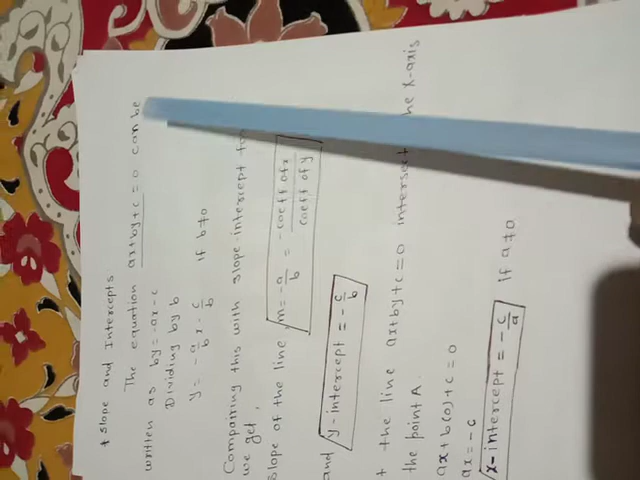 * Slope and Intercepts
The equation ax+by+c=0 can be
written as by=-ax-c
Dividing by b
y = -a/b x - c/b if b≠0
Comparing this with slope-intercept
we get,
slope of the line, m = -a/b = -coeff of x / coeff of y
and y-intercept = -c/b
the line ax+by+c=0 intersect the x-axis
the point A.
ax+b(0)+c=0
ax=-c
x-intercept = -c/a if a≠0